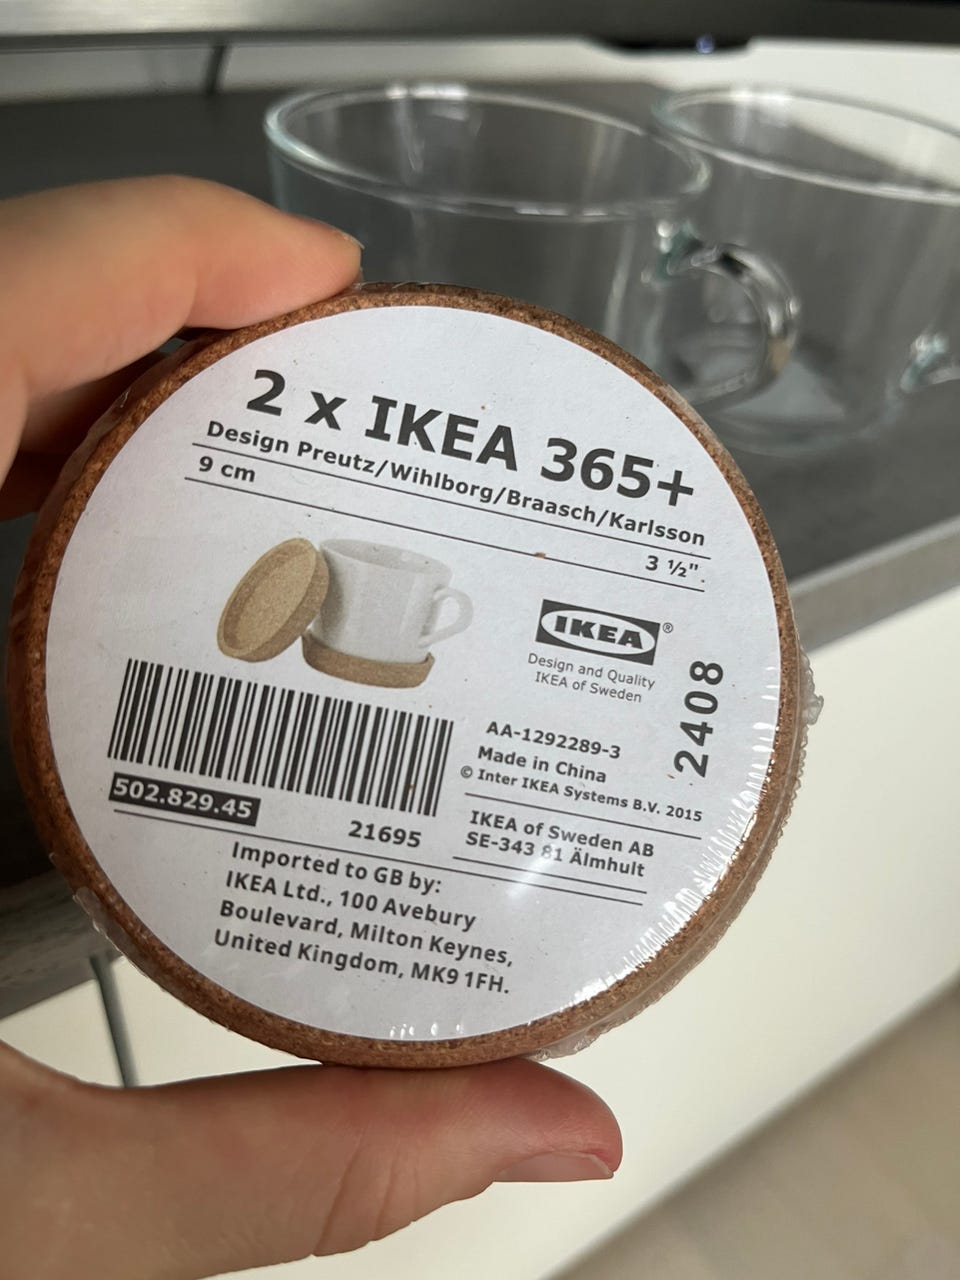 2 x IKEA 365+
Design Preutz/Wihlborg/Braasch/Karlsson
9 cm
3 ½"
IKEA®
Design and Quality
IKEA of Sweden
2408
AA-1292289-3
Made in China
© Inter IKEA Systems B.V. 2015
502.829.45
21695
IKEA of Sweden AB
SE-343 81 Älmhult
Imported to GB by:
IKEA Ltd., 100 Avebury
Boulevard, Milton Keynes,
United Kingdom, MK9 1FH.